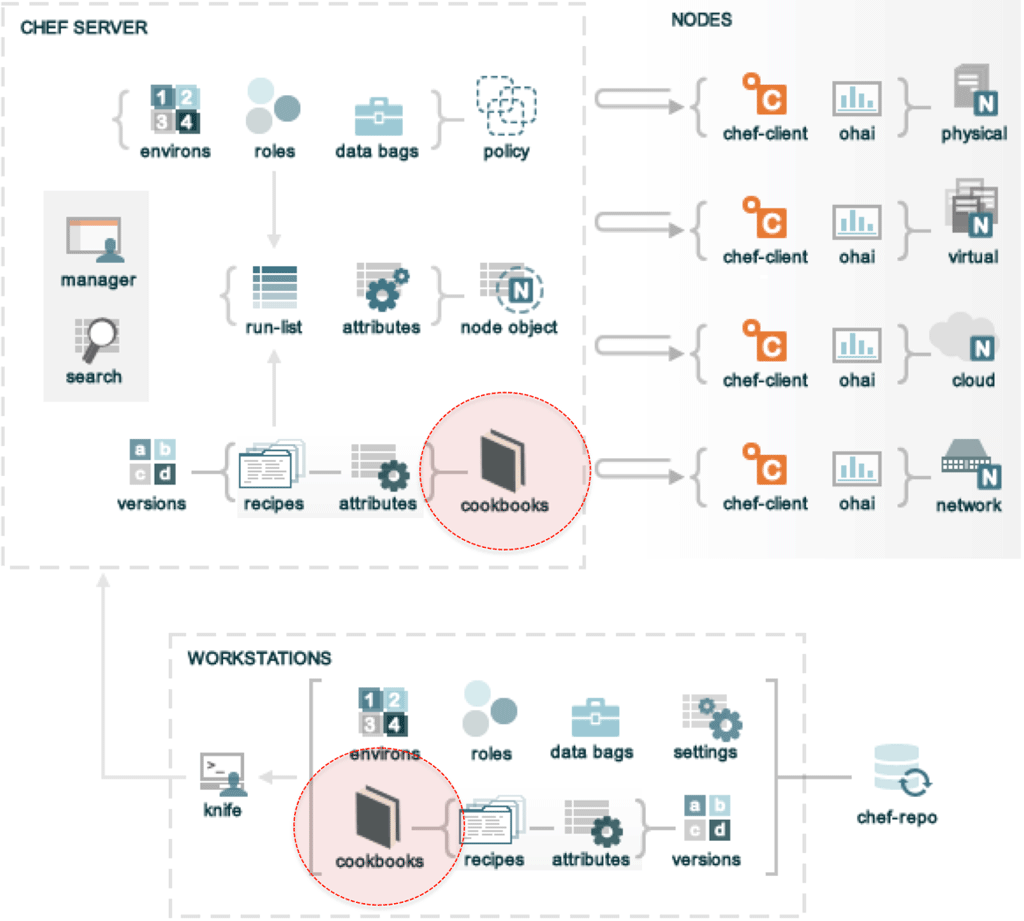 CHEF SERVER
NODES
1 2
3 4
environs
roles
data bags
policy
C
chef-client
ohai
N
physical
manager
search
run-list
attributes
N
node object
C
chef-client
ohai
N
virtual
C
chef-client
ohai
N
cloud
a b
c d
versions
recipes
attributes
cookbooks
C
chef-client
ohai
N
network
WORKSTATIONS
1 2
3 4
environs
roles
data bags
settings
>_
knife
cookbooks
recipes
attributes
a b
c d
versions
chef-repo